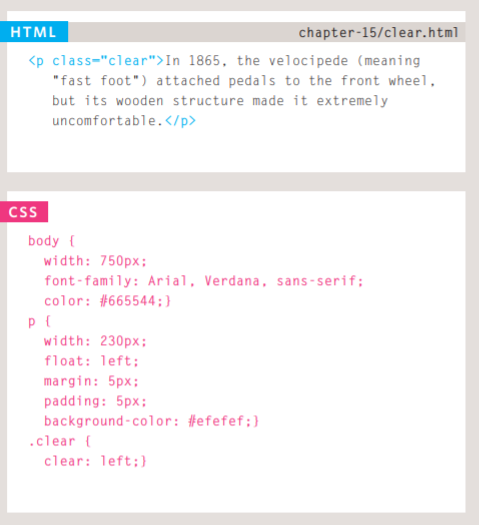 HTML
chapter-15/clear.html
<p class="clear">In 1865, the velocipede (meaning
"fast foot") attached pedals to the front wheel,
but its wooden structure made it extremely
uncomfortable.</p>
CSS
body {
width: 750px;
font-family: Arial, Verdana, sans-serif;
color: #665544;}
p {
width: 230px;
float: left;
margin: 5px;
padding: 5px;
background-color: #efefef;}
.clear {
clear: left;}